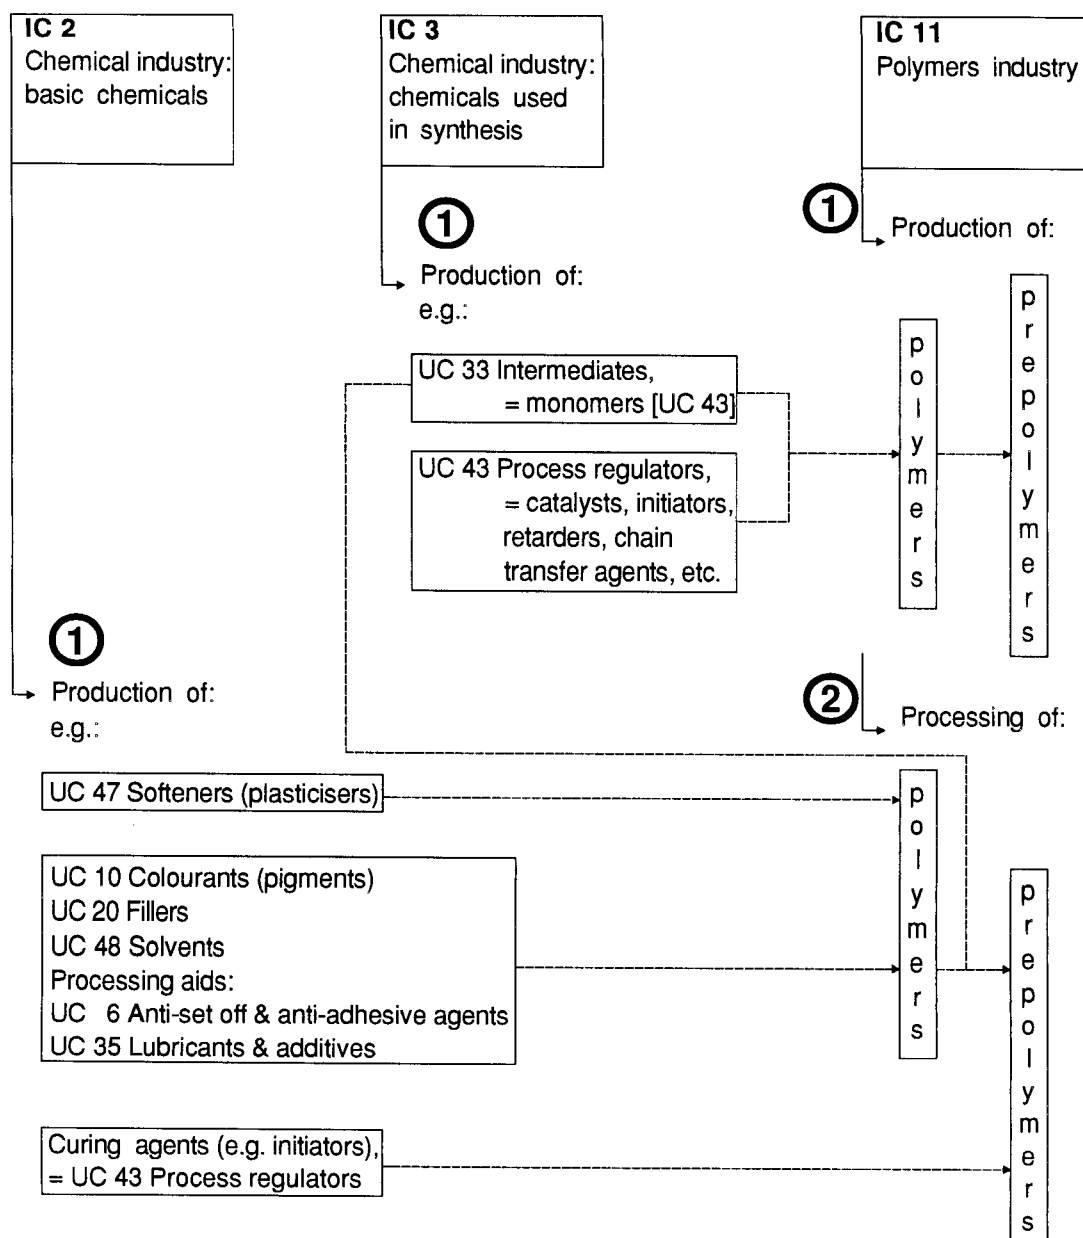 IC 2
Chemical industry:
basic chemicals
IC 3
Chemical industry:
chemicals used
in synthesis
IC 11
Polymers industry
1
Production of:
e.g.:
1
Production of:
UC 33 Intermediates,
= monomers [UC 43]
UC 43 Process regulators,
= catalysts, initiators,
retarders, chain
transfer agents, etc.
polymers
prepolymers
1
Production of:
e.g.:
2
Processing of:
UC 47 Softeners (plasticisers)
UC 10 Colourants (pigments)
UC 20 Fillers
UC 48 Solvents
Processing aids:
UC 6 Anti-set off & anti-adhesive agents
UC 35 Lubricants & additives
Curing agents (e.g. initiators),
= UC 43 Process regulators
polymers
prepolymers